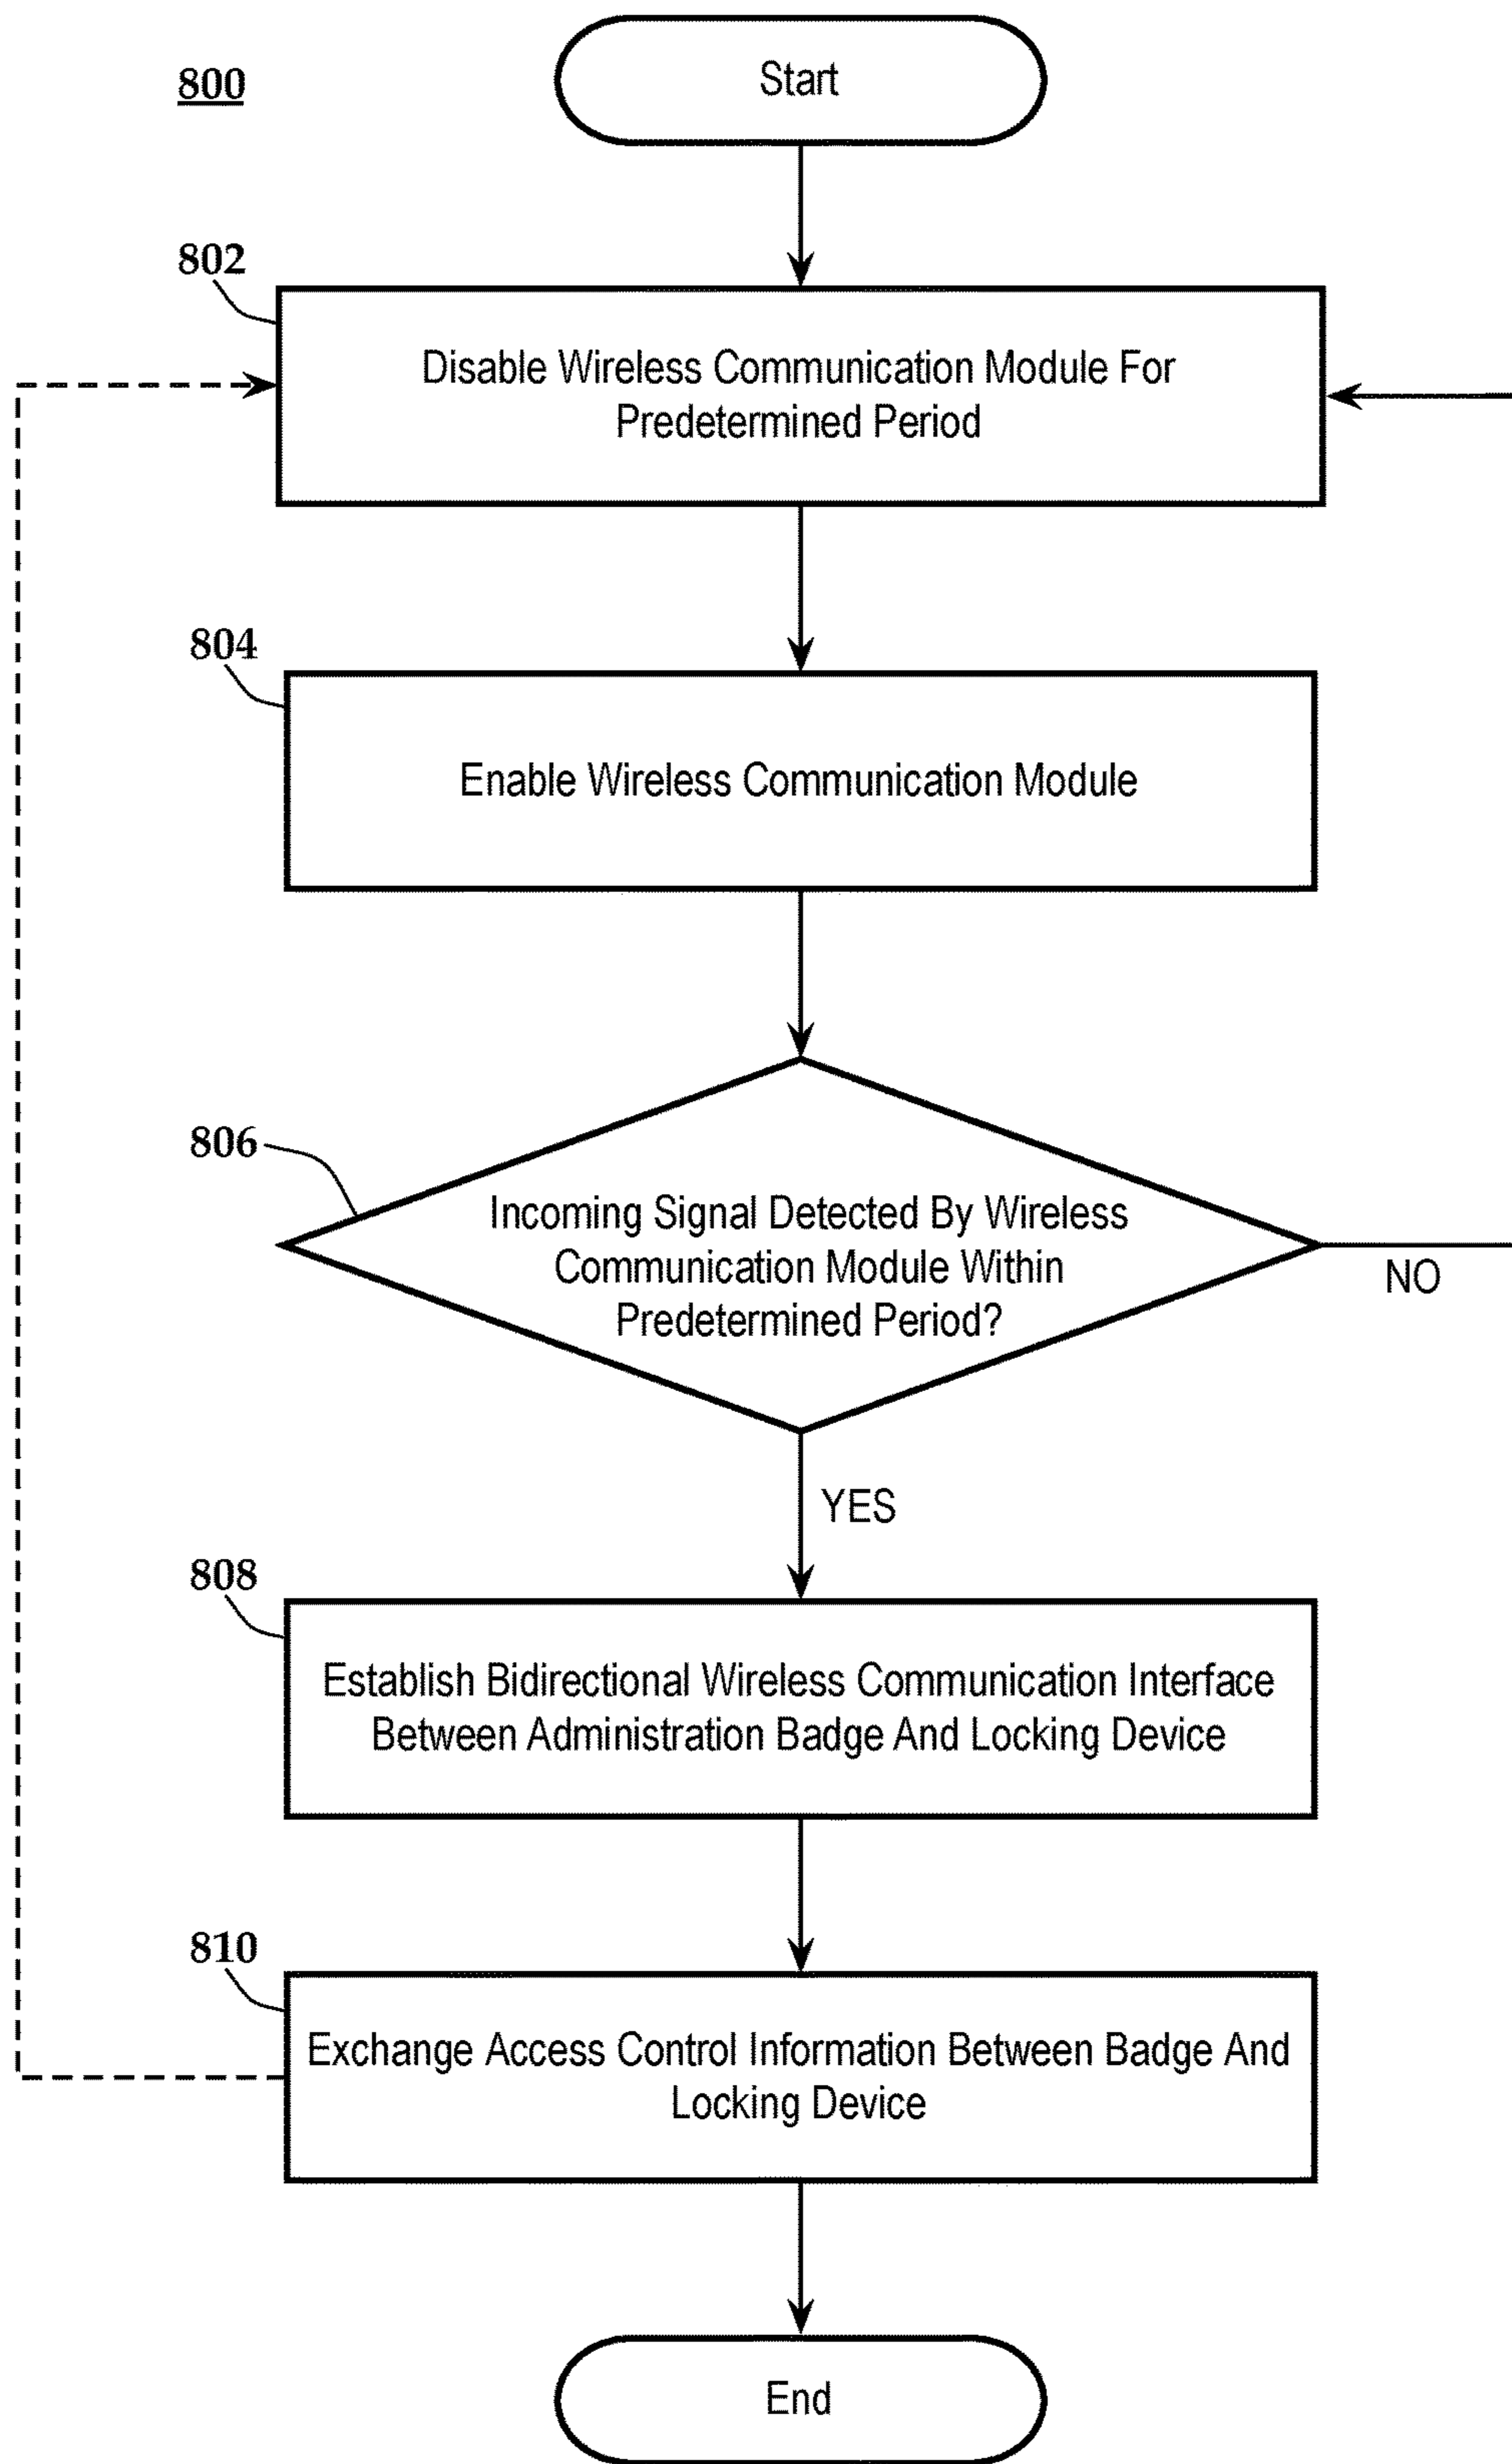 800
Start
802
Disable Wireless Communication Module For
Predetermined Period
804
Enable Wireless Communication Module
806
Incoming Signal Detected By Wireless
Communication Module Within
Predetermined Period?
NO
YES
808
Establish Bidirectional Wireless Communication Interface
Between Administration Badge And Locking Device
810
Exchange Access Control Information Between Badge And
Locking Device
End